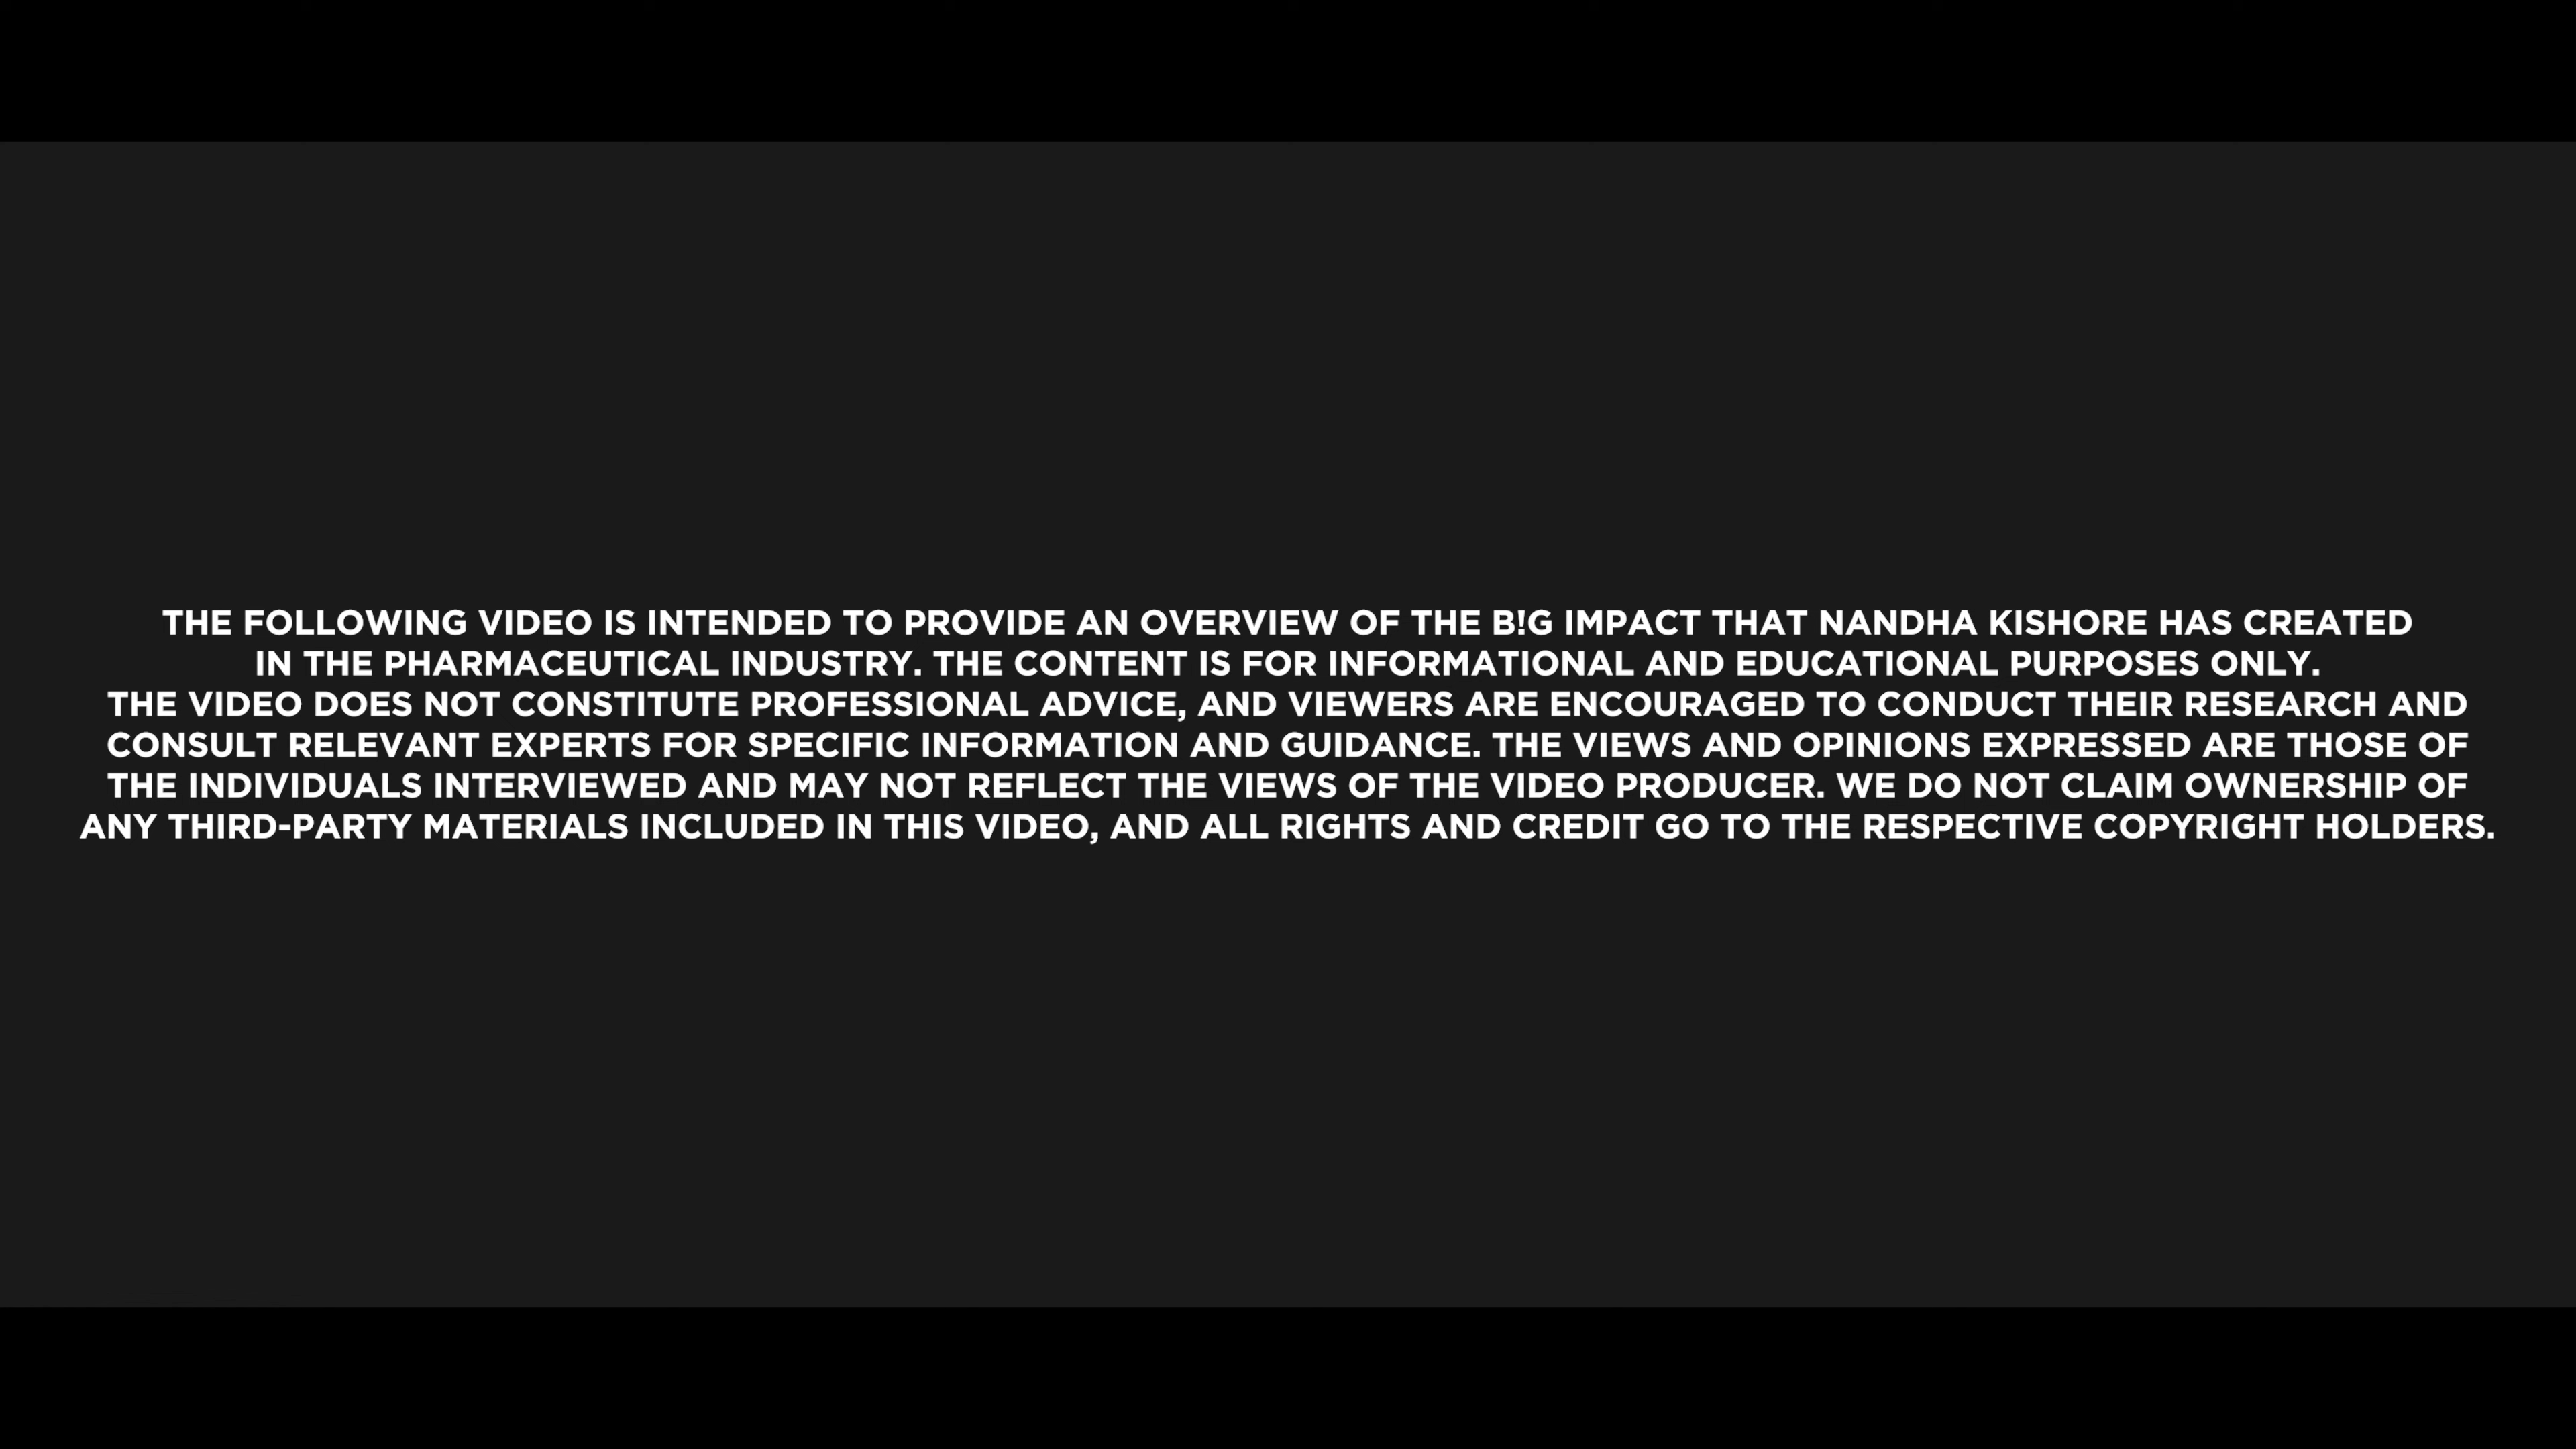 THE FOLLOWING VIDEO IS INTENDED TO PROVIDE AN OVERVIEW OF THE B!G IMPACT THAT NANDHA KISHORE HAS CREATED
IN THE PHARMACEUTICAL INDUSTRY. THE CONTENT IS FOR INFORMATIONAL AND EDUCATIONAL PURPOSES ONLY.
THE VIDEO DOES NOT CONSTITUTE PROFESSIONAL ADVICE, AND VIEWERS ARE ENCOURAGED TO CONDUCT THEIR RESEARCH AND
CONSULT RELEVANT EXPERTS FOR SPECIFIC INFORMATION AND GUIDANCE. THE VIEWS AND OPINIONS EXPRESSED ARE THOSE OF
THE INDIVIDUALS INTERVIEWED AND MAY NOT REFLECT THE VIEWS OF THE VIDEO PRODUCER. WE DO NOT CLAIM OWNERSHIP OF
ANY THIRD-PARTY MATERIALS INCLUDED IN THIS VIDEO, AND ALL RIGHTS AND CREDIT GO TO THE RESPECTIVE COPYRIGHT HOLDERS.